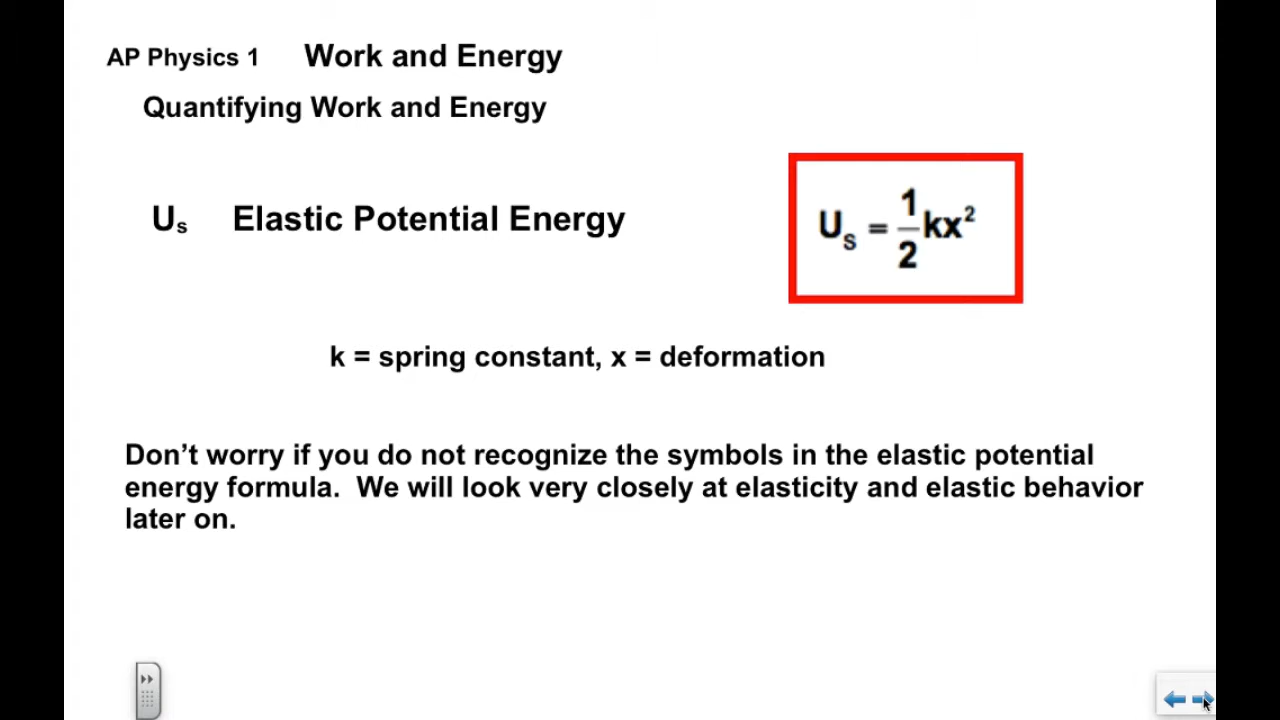 AP Physics 1 Work and Energy
Quantifying Work and Energy
Us Elastic Potential Energy
Us = 1/2 kx²
k = spring constant, x = deformation
Don’t worry if you do not recognize the symbols in the elastic potential
energy formula. We will look very closely at elasticity and elastic behavior
later on.